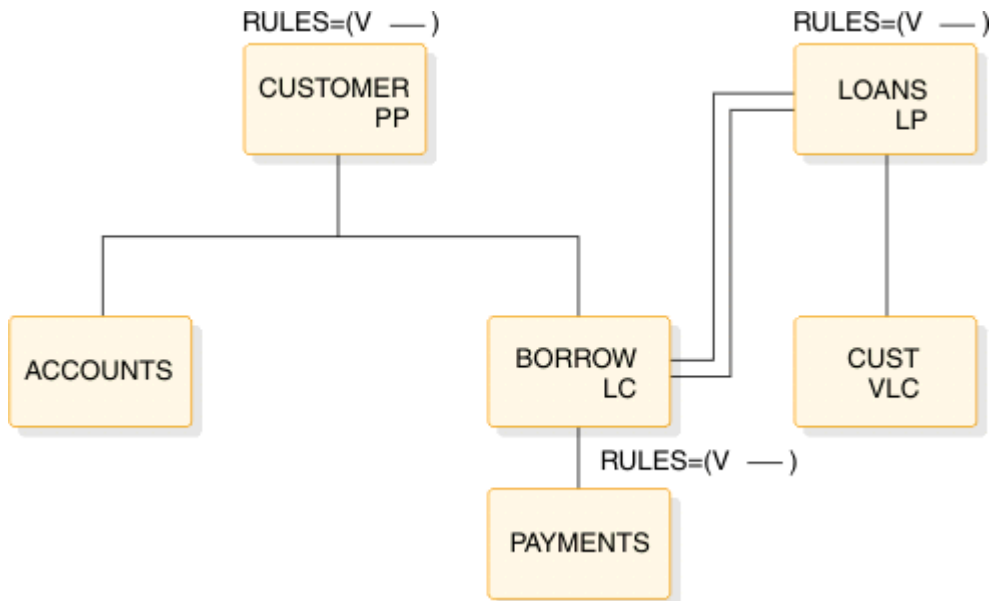 RULES=(V — )
RULES=(V — )
CUSTOMER
PP
LOANS
LP
ACCOUNTS
BORROW
LC
CUST
VLC
RULES=(V — )
PAYMENTS